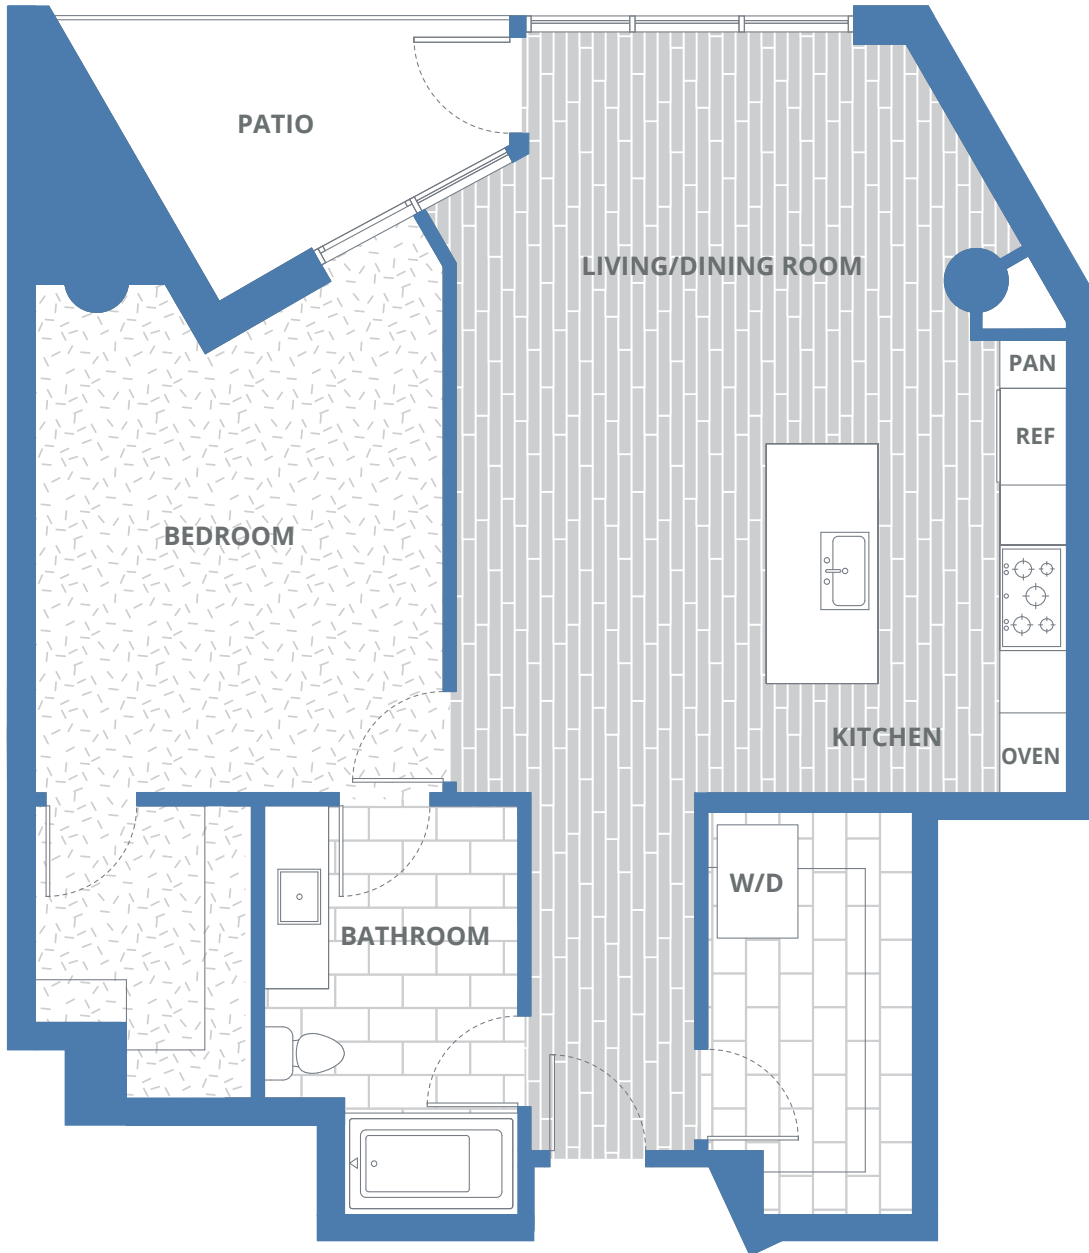 PATIO
LIVING/DINING ROOM
PAN
REF
BEDROOM
KITCHEN
OVEN
W/D
BATHROOM